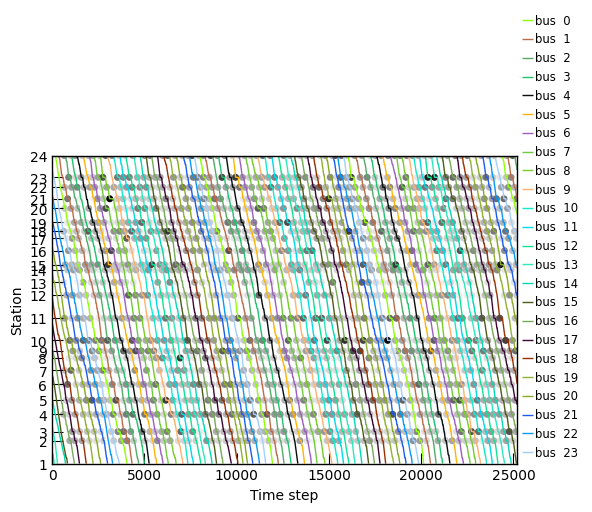 bus 0
bus 1
bus 2
bus 3
bus 4
bus 5
bus 6
bus 7
bus 8
bus 9
bus 10
bus 11
bus 12
bus 13
bus 14
bus 15
bus 16
bus 17
bus 18
bus 19
bus 20
bus 21
bus 22
bus 23
Station
24
23
22
21
20
19
18
17
16
15
14
13
12
11
10
9
8
7
6
5
4
3
2
1
0 5000 10000 15000 20000 25000
Time step